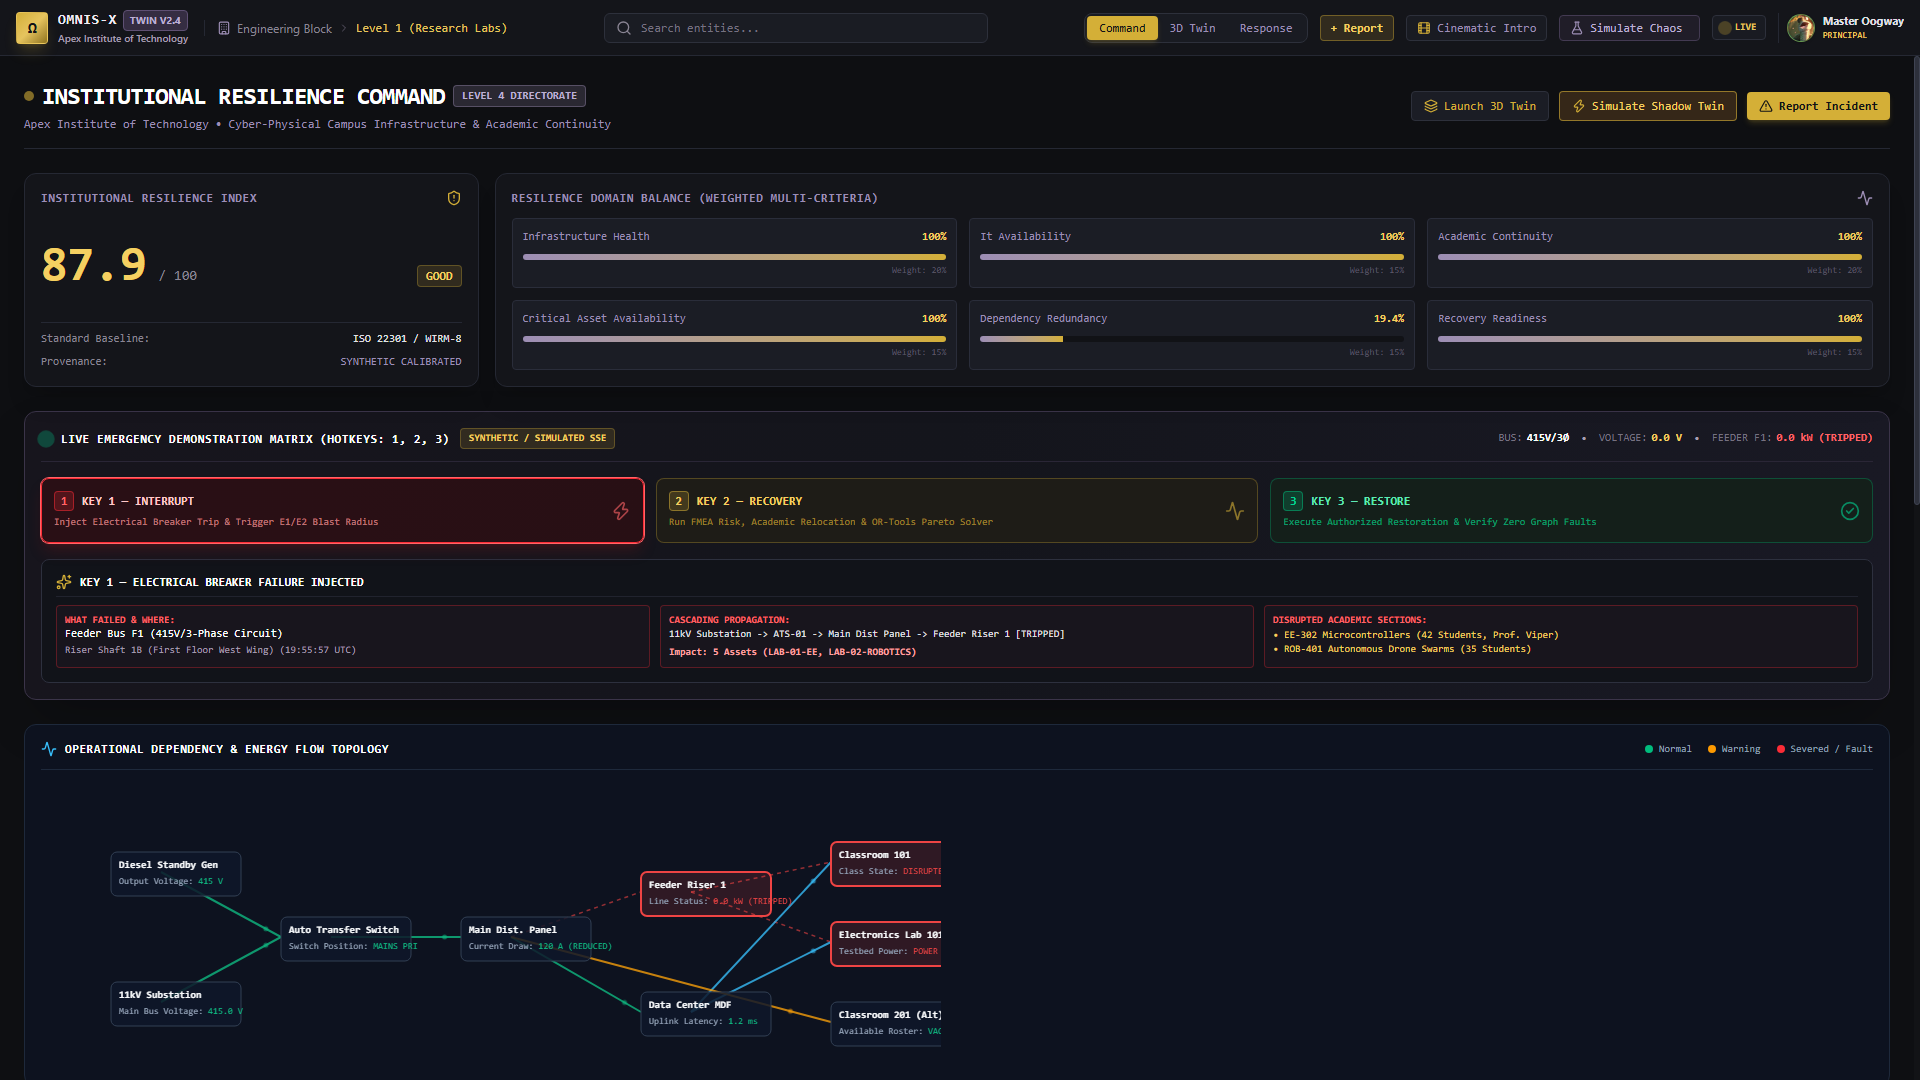 Ω
OMNIS-X TWIN V2.4
Apex Institute of Technology
Engineering Block
Level 1 (Research Labs)
Search entities...
Command
3D Twin
Response
+ Report
Cinematic Intro
Simulate Chaos
LIVE
Master Oogway
PRINCIPAL
INSTITUTIONAL RESILIENCE COMMAND
LEVEL 4 DIRECTORATE
Apex Institute of Technology • Cyber-Physical Campus Infrastructure & Academic Continuity
Launch 3D Twin
Simulate Shadow Twin
Report Incident
INSTITUTIONAL RESILIENCE INDEX
87.9 / 100
GOOD
Standard Baseline: ISO 22301 / WIRM-8
Provenance: SYNTHETIC CALIBRATED
RESILIENCE DOMAIN BALANCE (WEIGHTED MULTI-CRITERIA)
Infrastructure Health 100%
Weight: 20%
It Availability 100%
Weight: 15%
Academic Continuity 100%
Weight: 20%
Critical Asset Availability 100%
Weight: 15%
Dependency Redundancy 19.4%
Weight: 15%
Recovery Readiness 100%
Weight: 15%
LIVE EMERGENCY DEMONSTRATION MATRIX (HOTKEYS: 1, 2, 3)
SYNTHETIC / SIMULATED SSE
BUS: 415V/3Ø • VOLTAGE: 0.0 V • FEEDER F1: 0.0 kW (TRIPPED)
1 KEY 1 — INTERRUPT
Inject Electrical Breaker Trip & Trigger E1/E2 Blast Radius
2 KEY 2 — RECOVERY
Run FMEA Risk, Academic Relocation & OR-Tools Pareto Solver
3 KEY 3 — RESTORE
Execute Authorized Restoration & Verify Zero Graph Faults
KEY 1 — ELECTRICAL BREAKER FAILURE INJECTED
WHAT FAILED & WHERE:
Feeder Bus F1 (415V/3-Phase Circuit)
Riser Shaft 1B (First Floor West Wing) (19:55:57 UTC)
CASCADING PROPAGATION:
11kV Substation -> ATS-01 -> Main Dist Panel -> Feeder Riser 1 [TRIPPED]
Impact: 5 Assets (LAB-01-EE, LAB-02-ROBOTICS)
DISRUPTED ACADEMIC SECTIONS:
• EE-302 Microcontrollers (42 Students, Prof. Viper)
• ROB-401 Autonomous Drone Swarms (35 Students)
OPERATIONAL DEPENDENCY & ENERGY FLOW TOPOLOGY
Normal
Warning
Severed / Fault
Diesel Standby Gen
Output Voltage: 415 V
11kV Substation
Main Bus Voltage: 415.0 V
Auto Transfer Switch
Switch Position: MAINS PRI
Main Dist. Panel
Current Draw: 120 A (REDUCED)
Feeder Riser 1
Line Status: 0.0 kW (TRIPPED)
Data Center MDF
Uplink Latency: 1.2 ms
Classroom 101
Class State: DISRUPTE
Electronics Lab 101
Testbed Power: POWER
Classroom 201 (Alt)
Available Roster: VAC